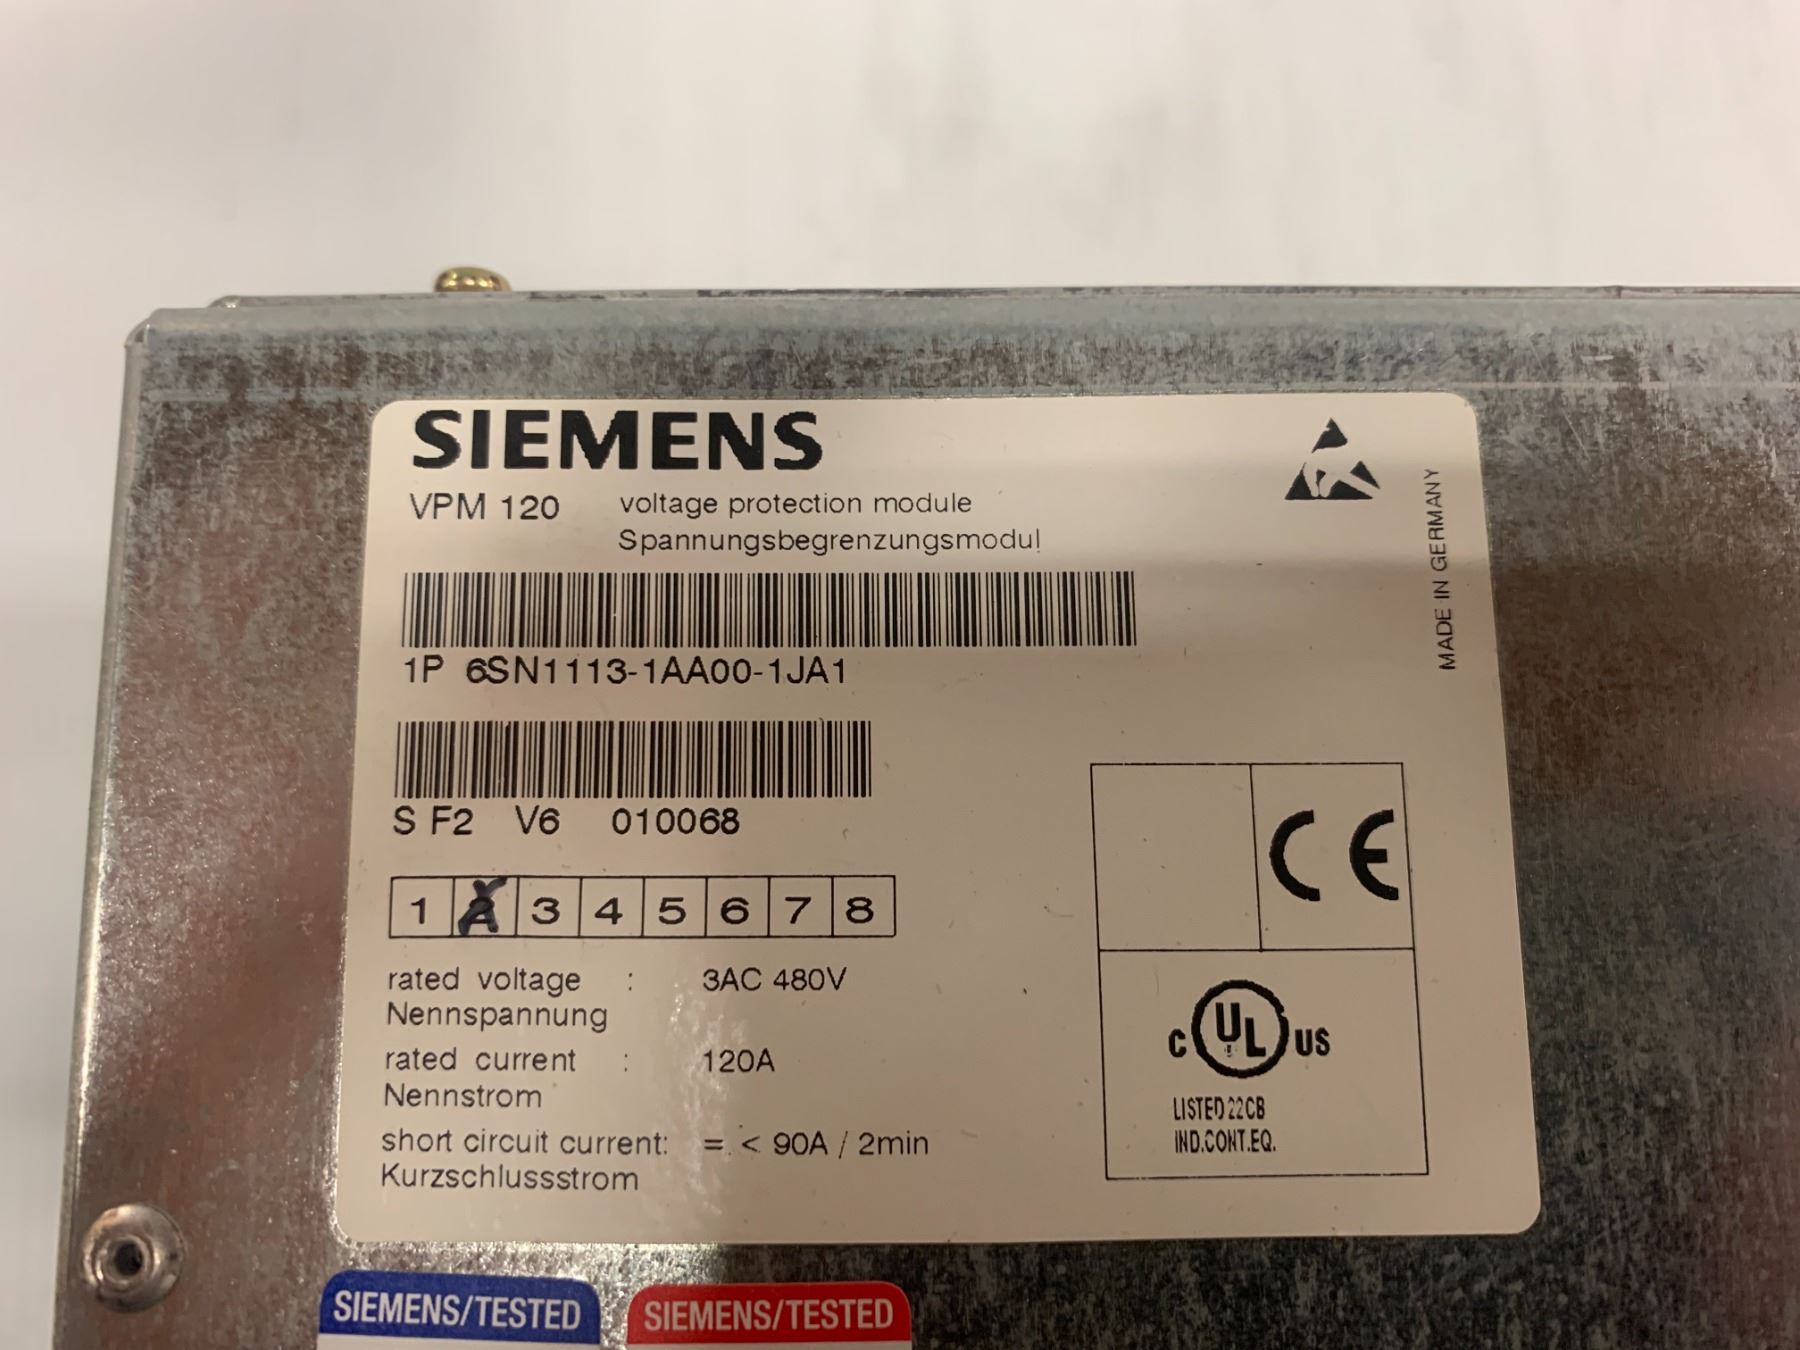 SIEMENS
VPM 120 voltage protection module
Spannungsbegrenzungsmodul
MADE IN GERMANY
1P 6SN1113-1AA00-1JA1
S F2 V6 010068
1 2 3 4 5 6 7 8
CE
rated voltage : 3AC 480V
Nennspannung
rated current : 120A
Nennstrom
short circuit current: = < 90A / 2min
Kurzschlussstrom
C UL US
LISTED 22CB
IND.CONT.EQ.
SIEMENS/TESTED
SIEMENS/TESTED